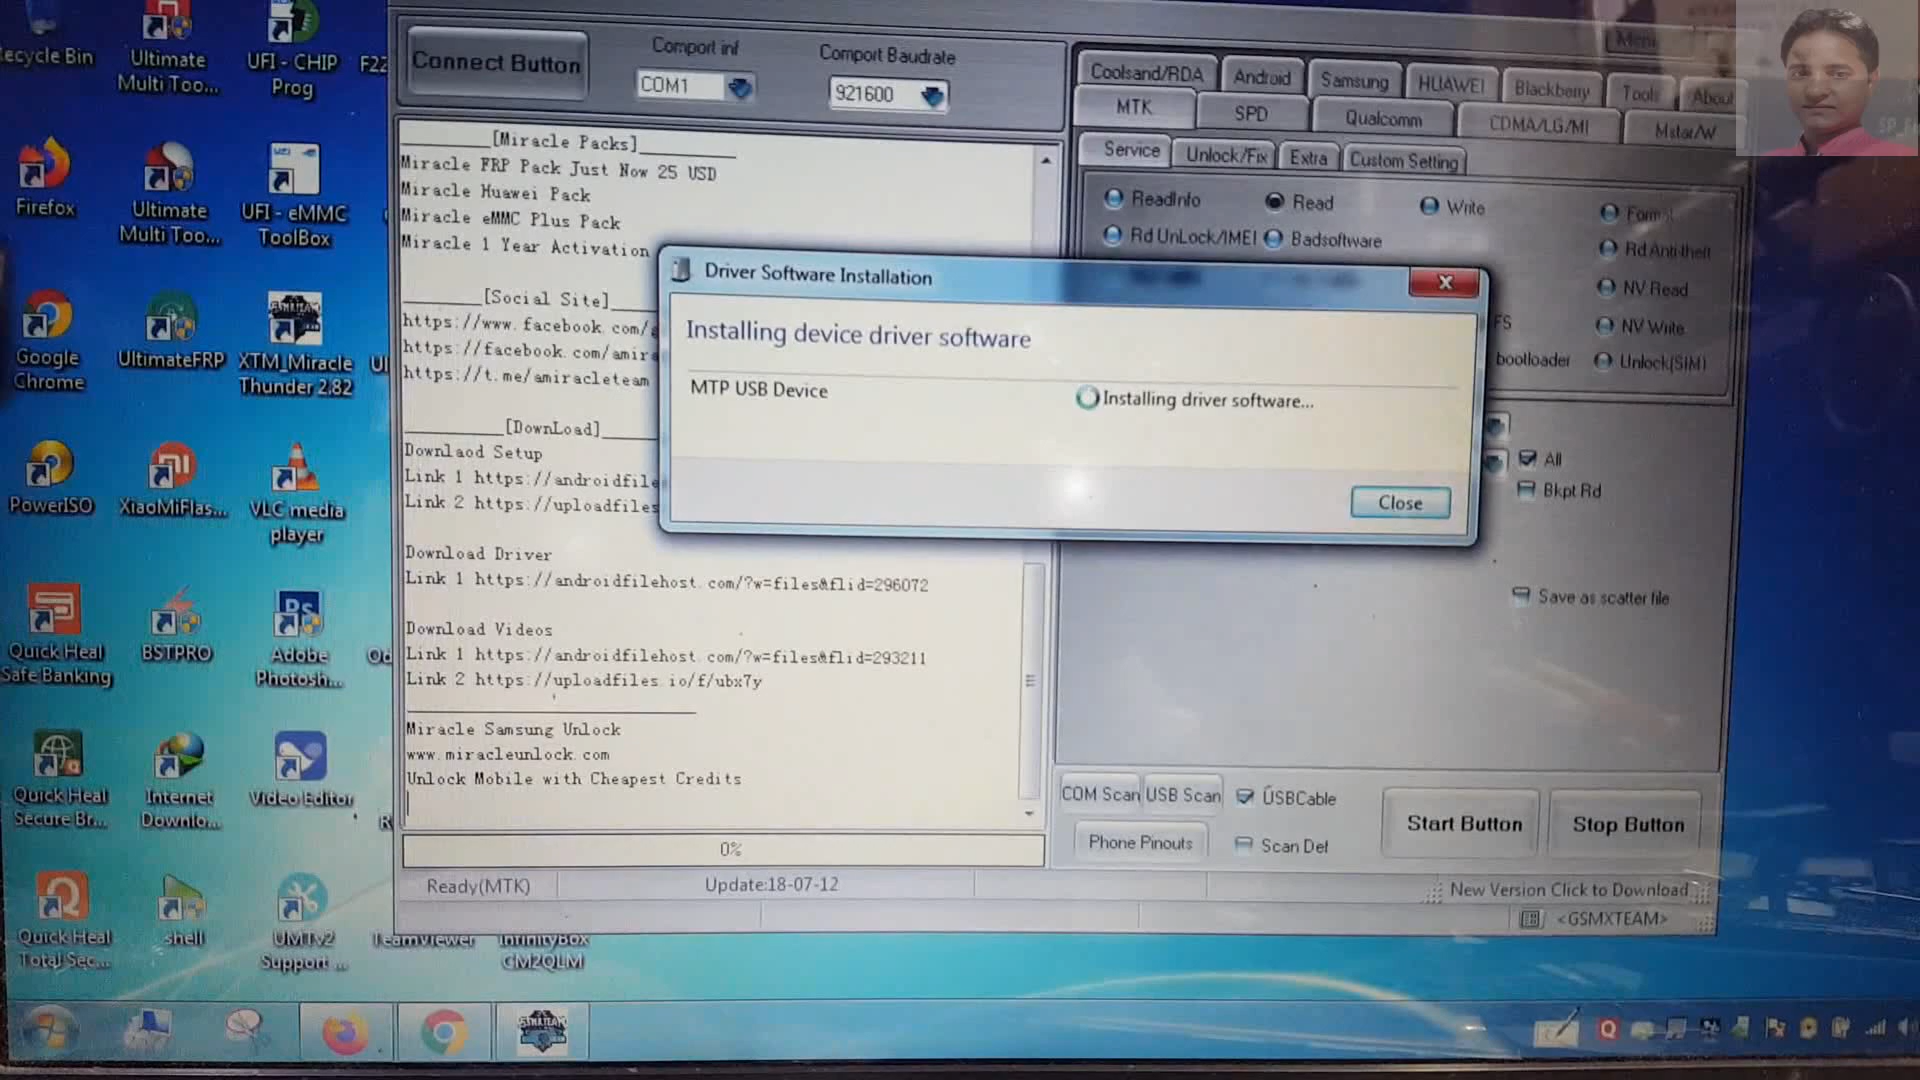 Recycle Bin
Ultimate
Multi Too...
UFI - CHIP
Prog
F22
Firefox
Ultimate
Multi Too...
UFI - eMMC
ToolBox
Google
Chrome
UltimateFRP
XTM_Miracle
Thunder 2.82
PowerISO
XiaoMiFlas...
VLC media
player
Quick Heal
Safe Banking
BSTPRO
Adobe
Photosh...
Od
Quick Heal
Secure Br...
Internet
Downlo...
Video Editor
Quick Heal
Total Sec...
shell
UMTv2
Support ...
TeamViewer
InfinityBox
CM2QLM
Connect Button
Comport inf
COM1
Comport Baudrate
921600
[Miracle Packs]
Miracle FRP Pack Just Now 25 USD
Miracle Huawei Pack
Miracle eMMC Plus Pack
Miracle 1 Year Activation
[Social Site]
https://www.facebook.com/
https://facebook.com/amira
https://t.me/amiracleteam
[DownLoad]
Downlaod Setup
Link 1 https://androidfile
Link 2 https://uploadfiles
Download Driver
Link 1 https://androidfilehost.com/?w=files&flid=296072
Download Videos
Link 1 https://androidfilehost.com/?w=files&flid=293211
Link 2 https://uploadfiles.io/f/ubx7y
Miracle Samsung Unlock
www.miracleunlock.com
Unlock Mobile with Cheapest Credits
0%
Ready(MTK)
Update:18-07-12
Menu
Coolsand/RDA
Android
Samsung
HUAWEI
Blackberry
Tools
About
MTK
SPD
Qualcomm
CDMA/LG/MI
Mstar/W
Service
Unlock/Fix
Extra
Custom Setting
ReadInfo
Read
Write
Format
Rd UnLock/IMEI
Badsoftware
Rd Anti-theft
NV Read
FS
NV Write
bootloader
Unlock(SIM)
Driver Software Installation
Installing device driver software
MTP USB Device
Installing driver software...
Close
All
Bkpt Rd
Save as scatter file
COM Scan
USB Scan
USBCable
Start Button
Stop Button
Phone Pinouts
Scan Def
New Version Click to Download
<GSMXTEAM>